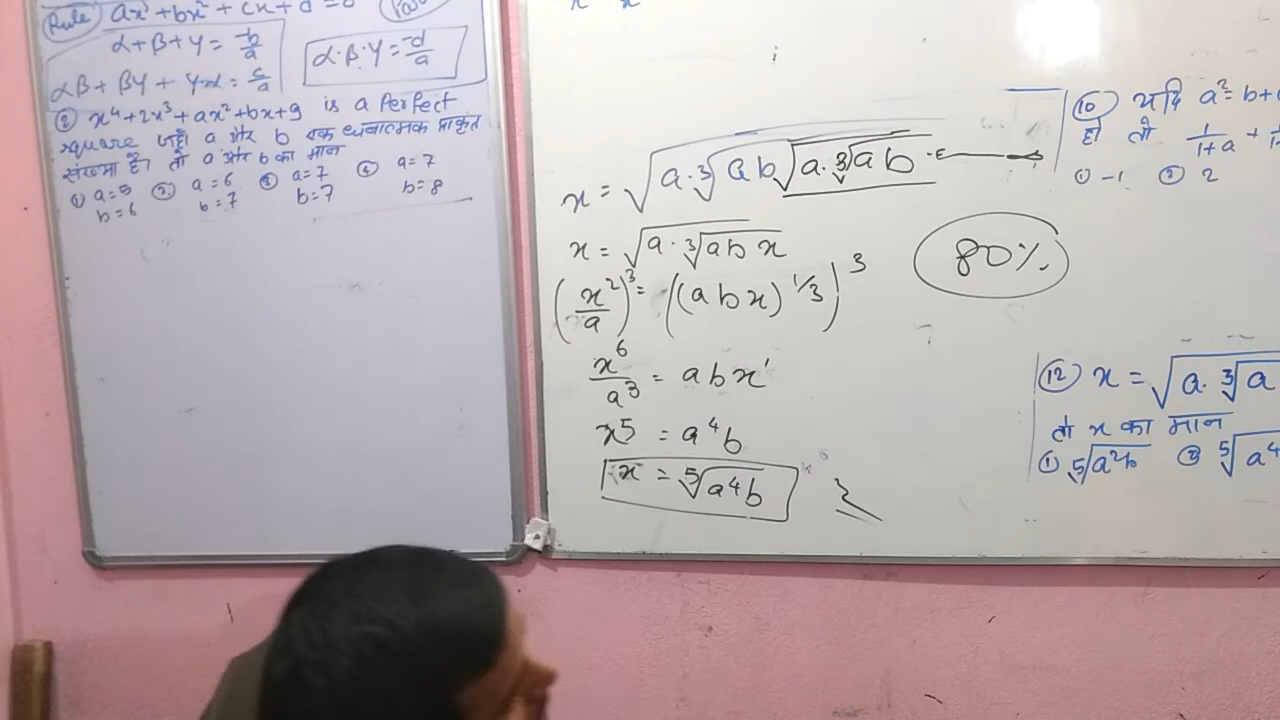 Rule ax³+bx²+cx+d=0
α+β+γ = -b/a
α·β·γ = -d/a
αβ+βγ+γα = c/a
② x⁴+2x³+ax²+bx+9 is a Perfect
square जहाँ a और b एक धनात्मक प्राकृत
संख्या है। तो a और b का मान
① a=5 ② a=6 ③ a=7 ④ a=7
b=6 b=7 b=7 b=8
x = √(a·∛(ab√(a·∛(ab
x = √(a·∛(abx))
(x²/a)³ = ((abx)^1/3)³
x⁶/a³ = abx¹
x⁵ = a⁴b
x = ⁵√(a⁴b)
80%
⑩ यदि a² = b+
हो तो 1/(1+a) +
① -1 ② 2
⑫ x = √(a·∛(a
तो x का मान
① ⁵√(a²b) ② ⁵√(a⁴